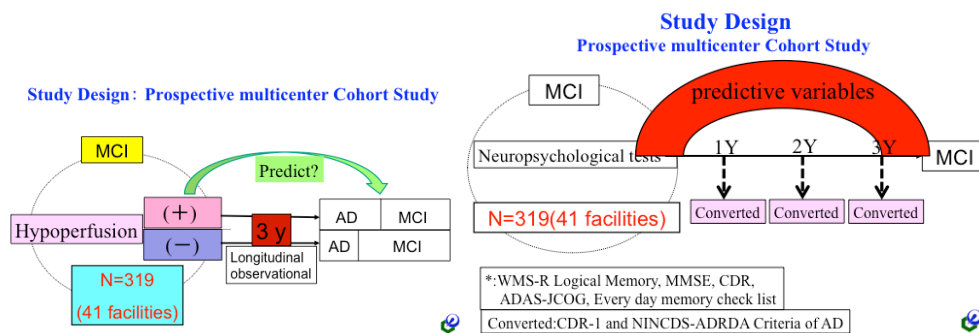 Study Design: Prospective multicenter Cohort Study
MCI
Predict?
Hypoperfusion
(+)
(−)
3 y
AD
MCI
AD
MCI
Longitudinal
observational
N=319
(41 facilities)
Study Design
Prospective multicenter Cohort Study
MCI
predictive variables
Neuropsychological tests
1Y
2Y
3Y
MCI
Converted
Converted
Converted
N=319(41 facilities)
*:WMS-R Logical Memory, MMSE, CDR,
ADAS-JCOG, Every day memory check list
Converted:CDR-1 and NINCDS-ADRDA Criteria of AD